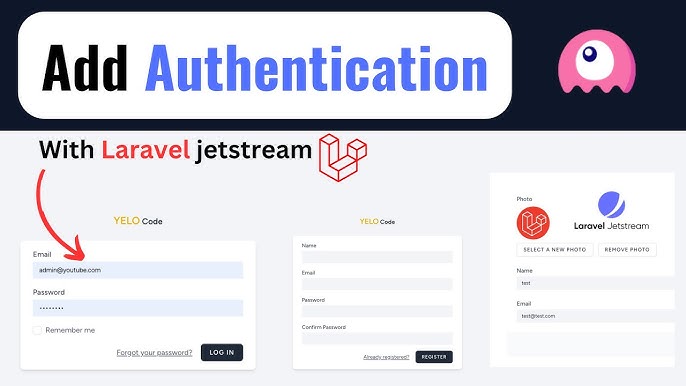 Add Authentication
With Laravel jetstream
YELO Code
Email
admin@youtube.com
Password
••••••••
Remember me
Forgot your password?
LOG IN
YELO Code
Name
Email
Password
Confirm Password
Already registered?
REGISTER
Photo
Laravel Jetstream
SELECT A NEW PHOTO
REMOVE PHOTO
Name
test
Email
test@test.com